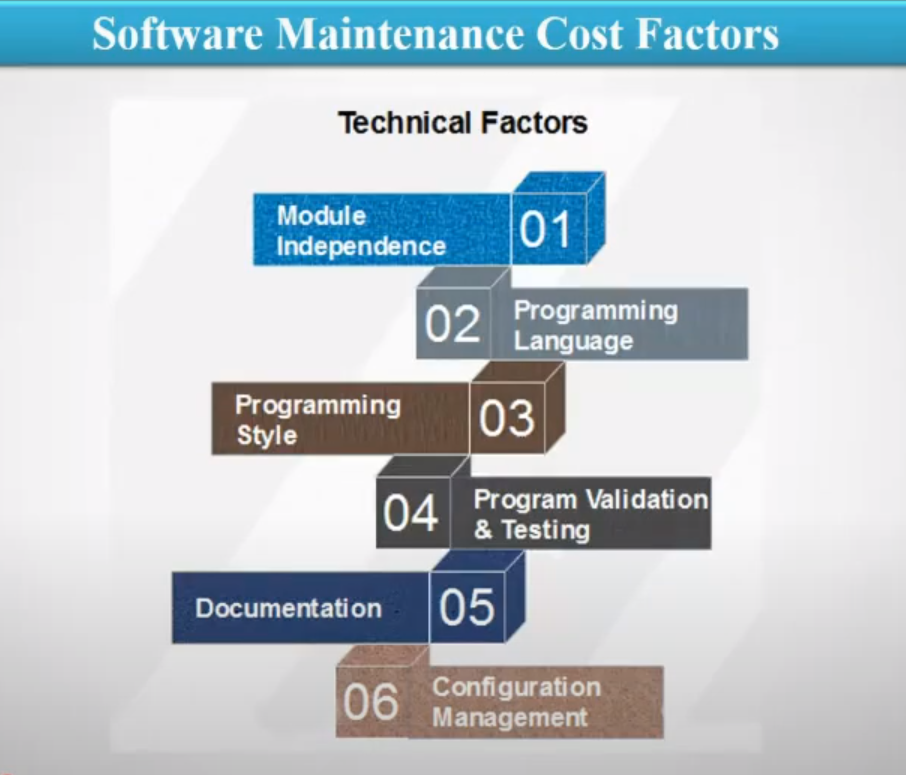 Software Maintenance Cost Factors
Technical Factors
Module
Independence
01
02
Programming
Language
Programming
Style
03
04
Program Validation
& Testing
Documentation
05
06
Configuration
Management